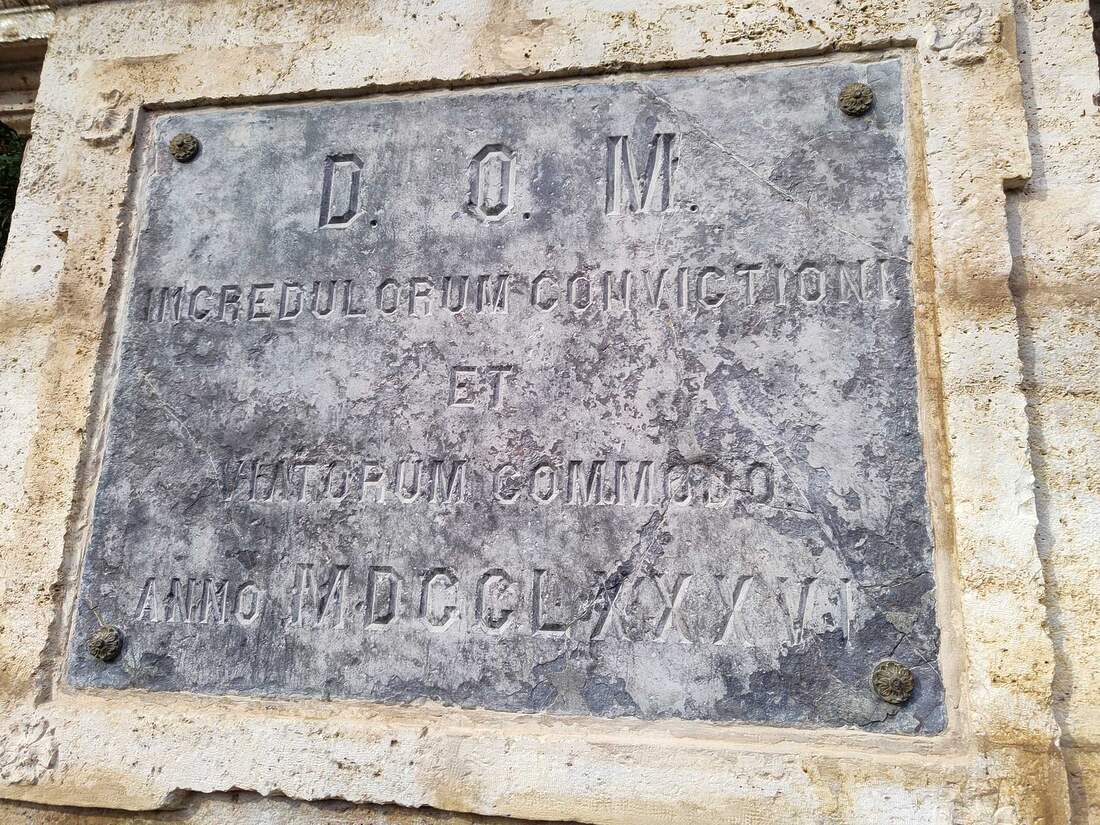 D. O. M.
INCREDULORUM CONVICTIONI
ET
VIATORUM COMMODO
ANNO MDCCLXXXVI